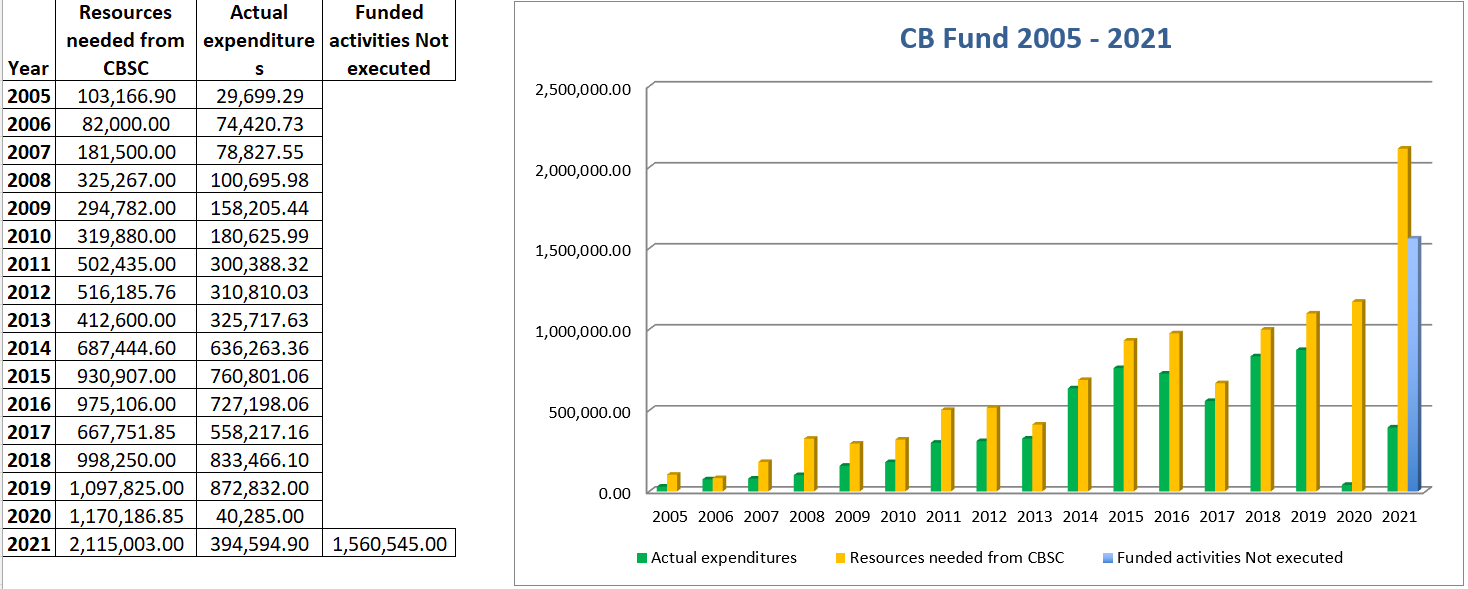 Year Resources needed from CBSC Actual expenditures Funded activities Not executed
2005 103,166.90 29,699.29
2006 82,000.00 74,420.73
2007 181,500.00 78,827.55
2008 325,267.00 100,695.98
2009 294,782.00 158,205.44
2010 319,880.00 180,625.99
2011 502,435.00 300,388.32
2012 516,185.76 310,810.03
2013 412,600.00 325,717.63
2014 687,444.60 636,263.36
2015 930,907.00 760,801.06
2016 975,106.00 727,198.06
2017 667,751.85 558,217.16
2018 998,250.00 833,466.10
2019 1,097,825.00 872,832.00
2020 1,170,186.85 40,285.00
2021 2,115,003.00 394,594.90 1,560,545.00
CB Fund 2005 - 2021
2,500,000.00
2,000,000.00
1,500,000.00
1,000,000.00
500,000.00
0.00
2005 2006 2007 2008 2009 2010 2011 2012 2013 2014 2015 2016 2017 2018 2019 2020 2021
Actual expenditures Resources needed from CBSC Funded activities Not executed